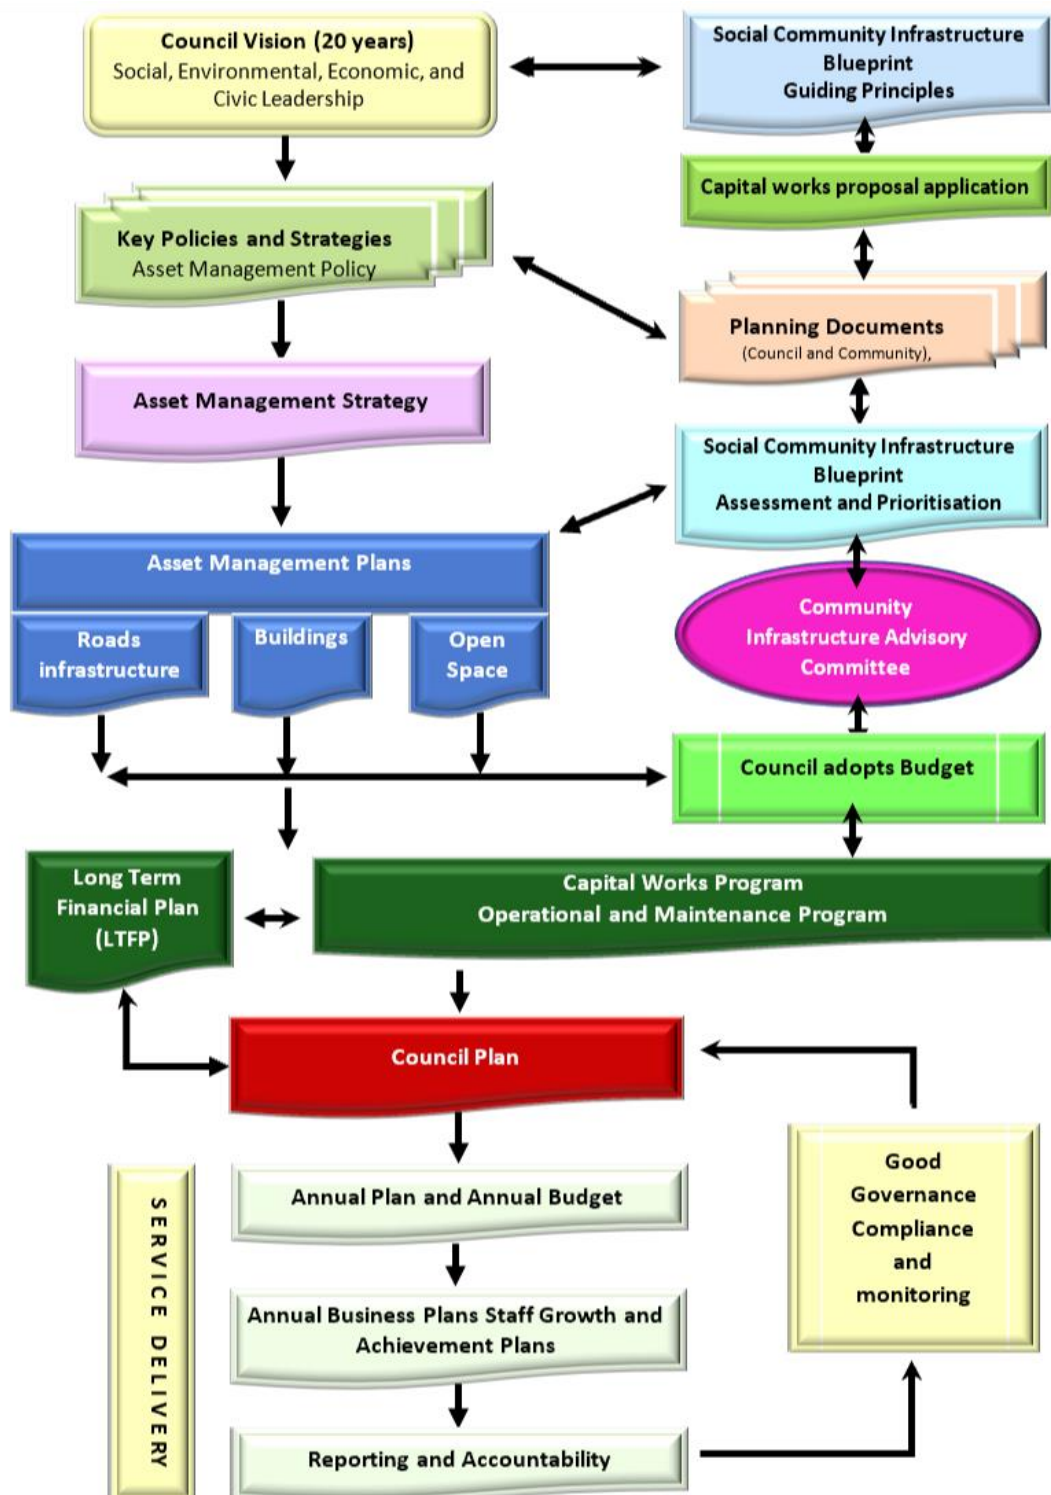 Council Vision (20 years)
Social, Environmental, Economic, and
Civic Leadership
Social Community Infrastructure
Blueprint
Guiding Principles
Capital works proposal application
Key Policies and Strategies
Asset Management Policy
Planning Documents
(Council and Community),
Asset Management Strategy
Social Community Infrastructure
Blueprint
Assessment and Prioritisation
Asset Management Plans
Roads
infrastructure
Buildings
Open
Space
Community
Infrastructure Advisory
Committee
Council adopts Budget
Long Term
Financial Plan
(LTFP)
Capital Works Program
Operational and Maintenance Program
Council Plan
Good
Governance
Compliance
and
monitoring
SERVICE DELIVERY
Annual Plan and Annual Budget
Annual Business Plans Staff Growth and
Achievement Plans
Reporting and Accountability